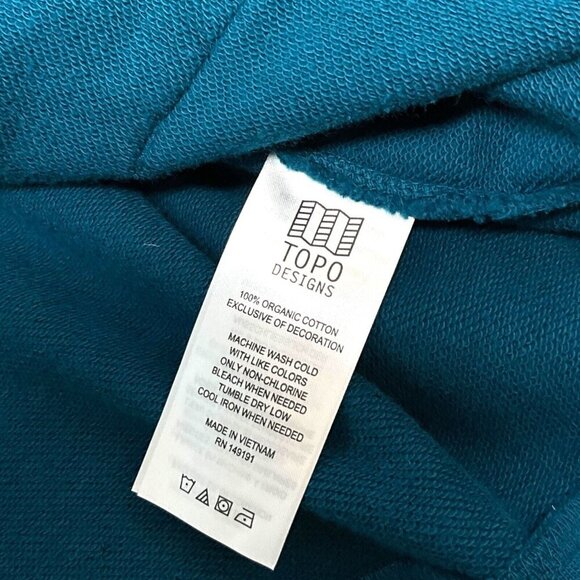 TOPO
DESIGNS
100% ORGANIC COTTON
EXCLUSIVE OF DECORATION
MACHINE WASH COLD
WITH LIKE COLORS
ONLY NON-CHLORINE
BLEACH WHEN NEEDED
TUMBLE DRY LOW
COOL IRON WHEN NEEDED
MADE IN VIETNAM
RN 149191